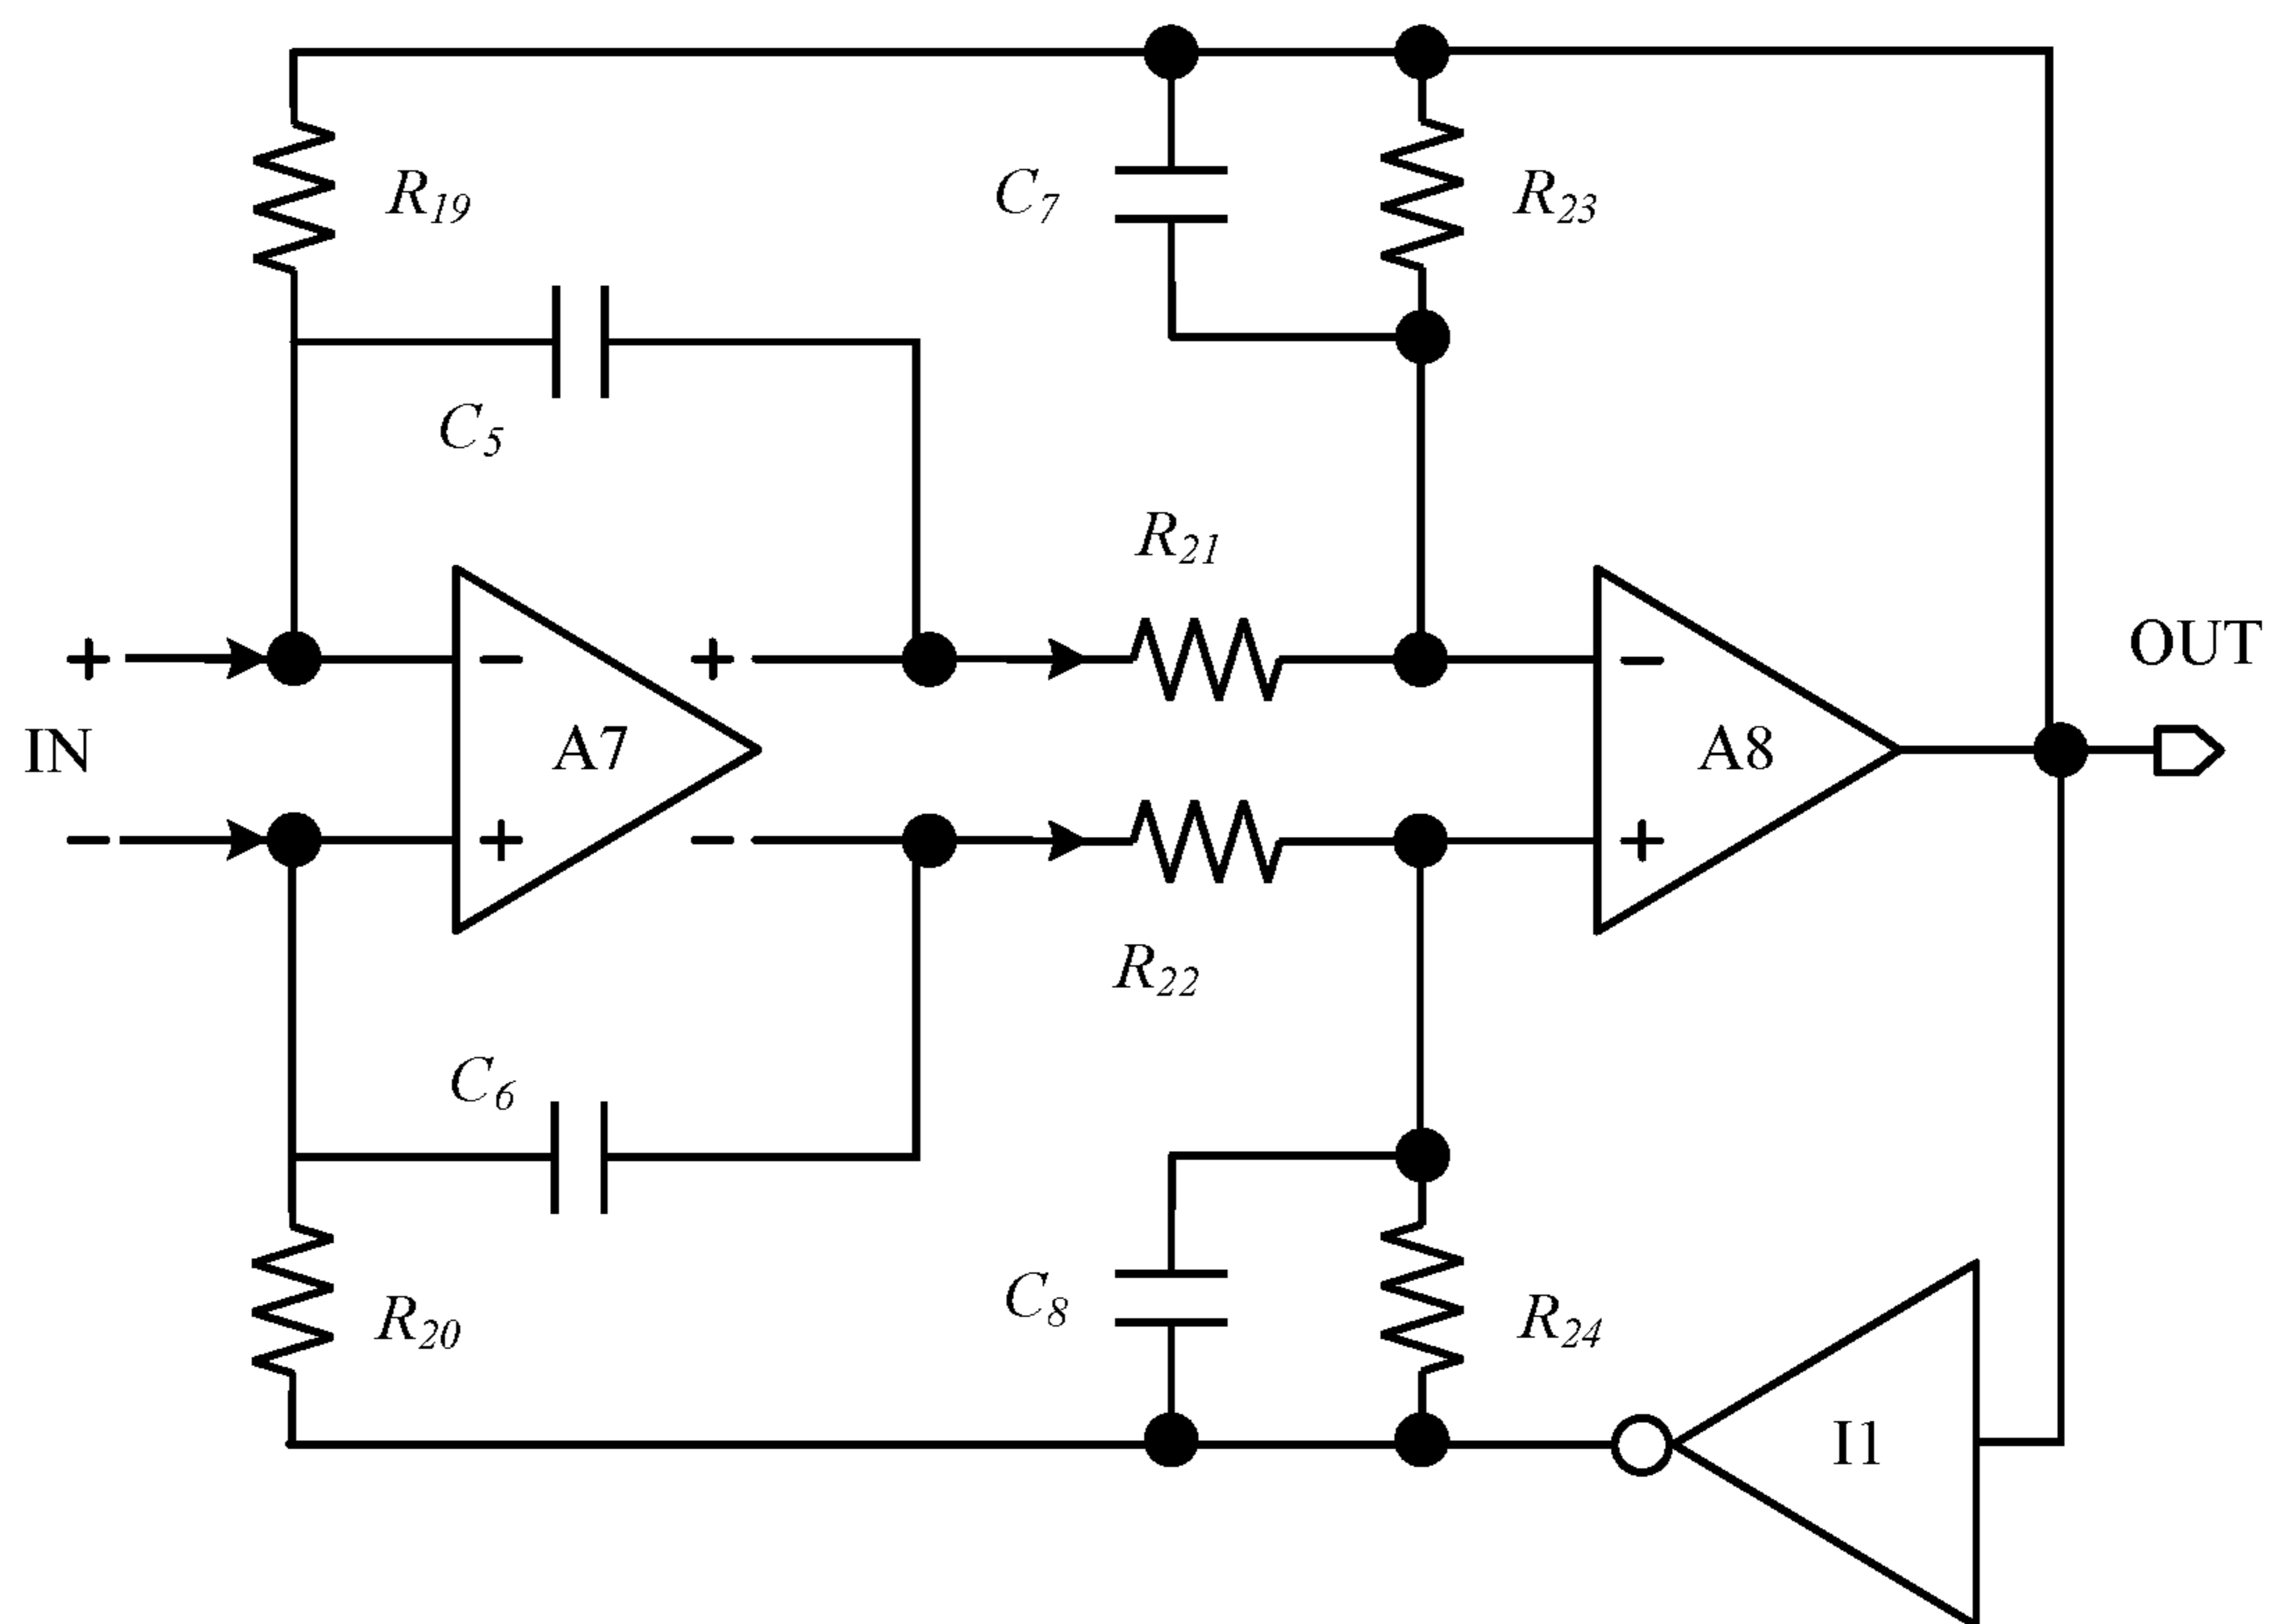 R19
C7
R23
C5
R21
+
−
+
−
OUT
IN
A7
A8
−
+
−
+
R22
C6
C8
R20
R24
I1